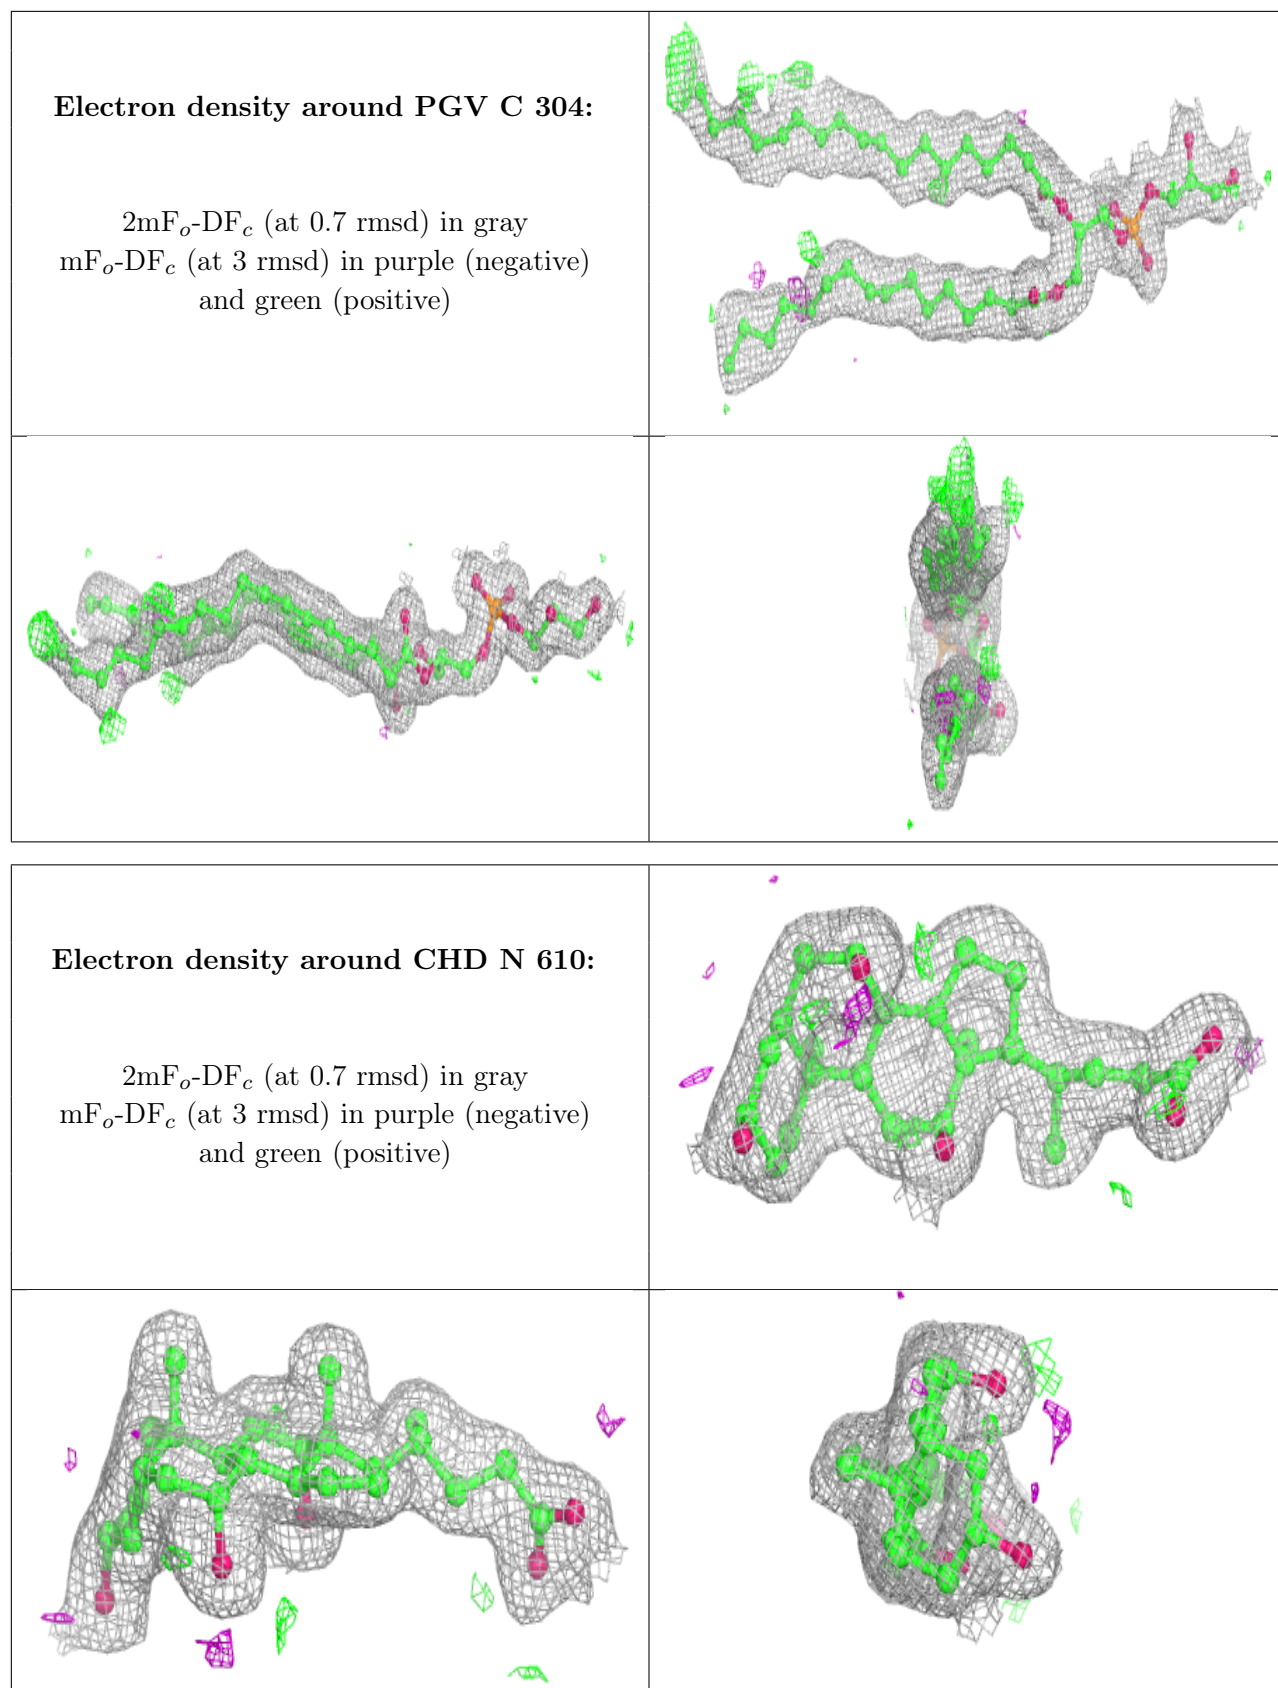 Electron density around PGV C 304:
2mFo-DFc (at 0.7 rmsd) in gray
mFo-DFc (at 3 rmsd) in purple (negative)
and green (positive)
Electron density around CHD N 610:
2mFo-DFc (at 0.7 rmsd) in gray
mFo-DFc (at 3 rmsd) in purple (negative)
and green (positive)